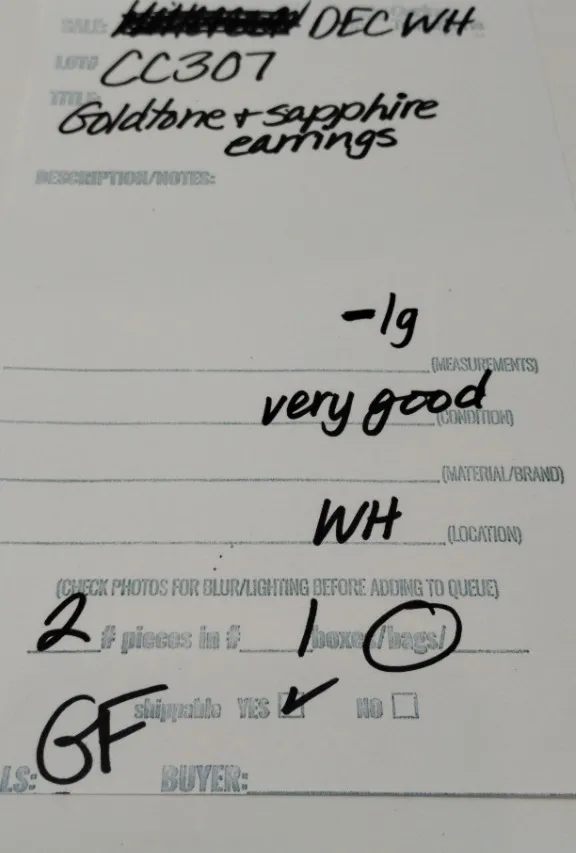 SALE: DEC WH
LOT# CC307
TITLE: Goldtone + sapphire
earrings
DESCRIPTION/NOTES:
-1g
(MEASUREMENTS)
very good
(CONDITION)
(MATERIAL/BRAND)
WH (LOCATION)
(CHECK PHOTOS FOR BLUR/LIGHTING BEFORE ADDING TO QUEUE)
2 # pieces in # 1 /boxes/bags/
shippable YES ✓ NO
LS: GF BUYER: